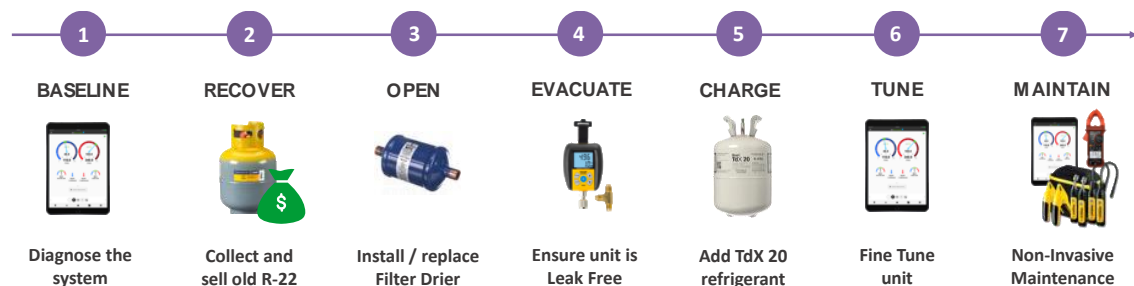 1 2 3 4 5 6 7
BASELINE RECOVER OPEN EVACUATE CHARGE TUNE MAINTAIN
$
TdX 20
Diagnose the
system
Collect and
sell old R-22
Install / replace
Filter Drier
Ensure unit is
Leak Free
Add TdX 20
refrigerant
Fine Tune
unit
Non-Invasive
Maintenance